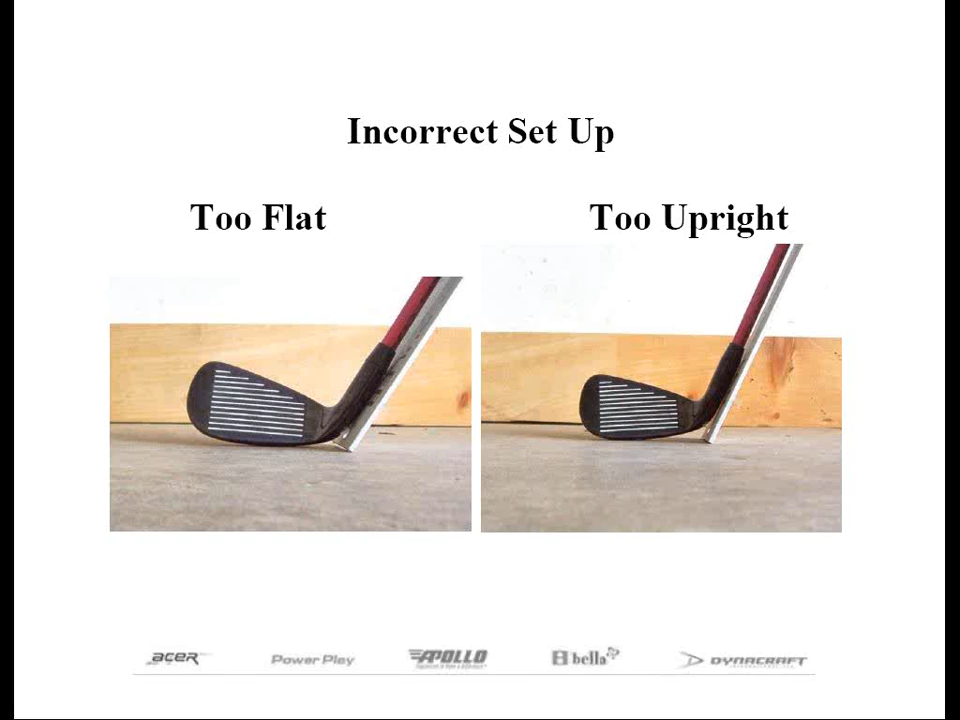 Incorrect Set Up
Too Flat
Too Upright
acer
Power Play
APOLLO
bella
DYNACRAFT